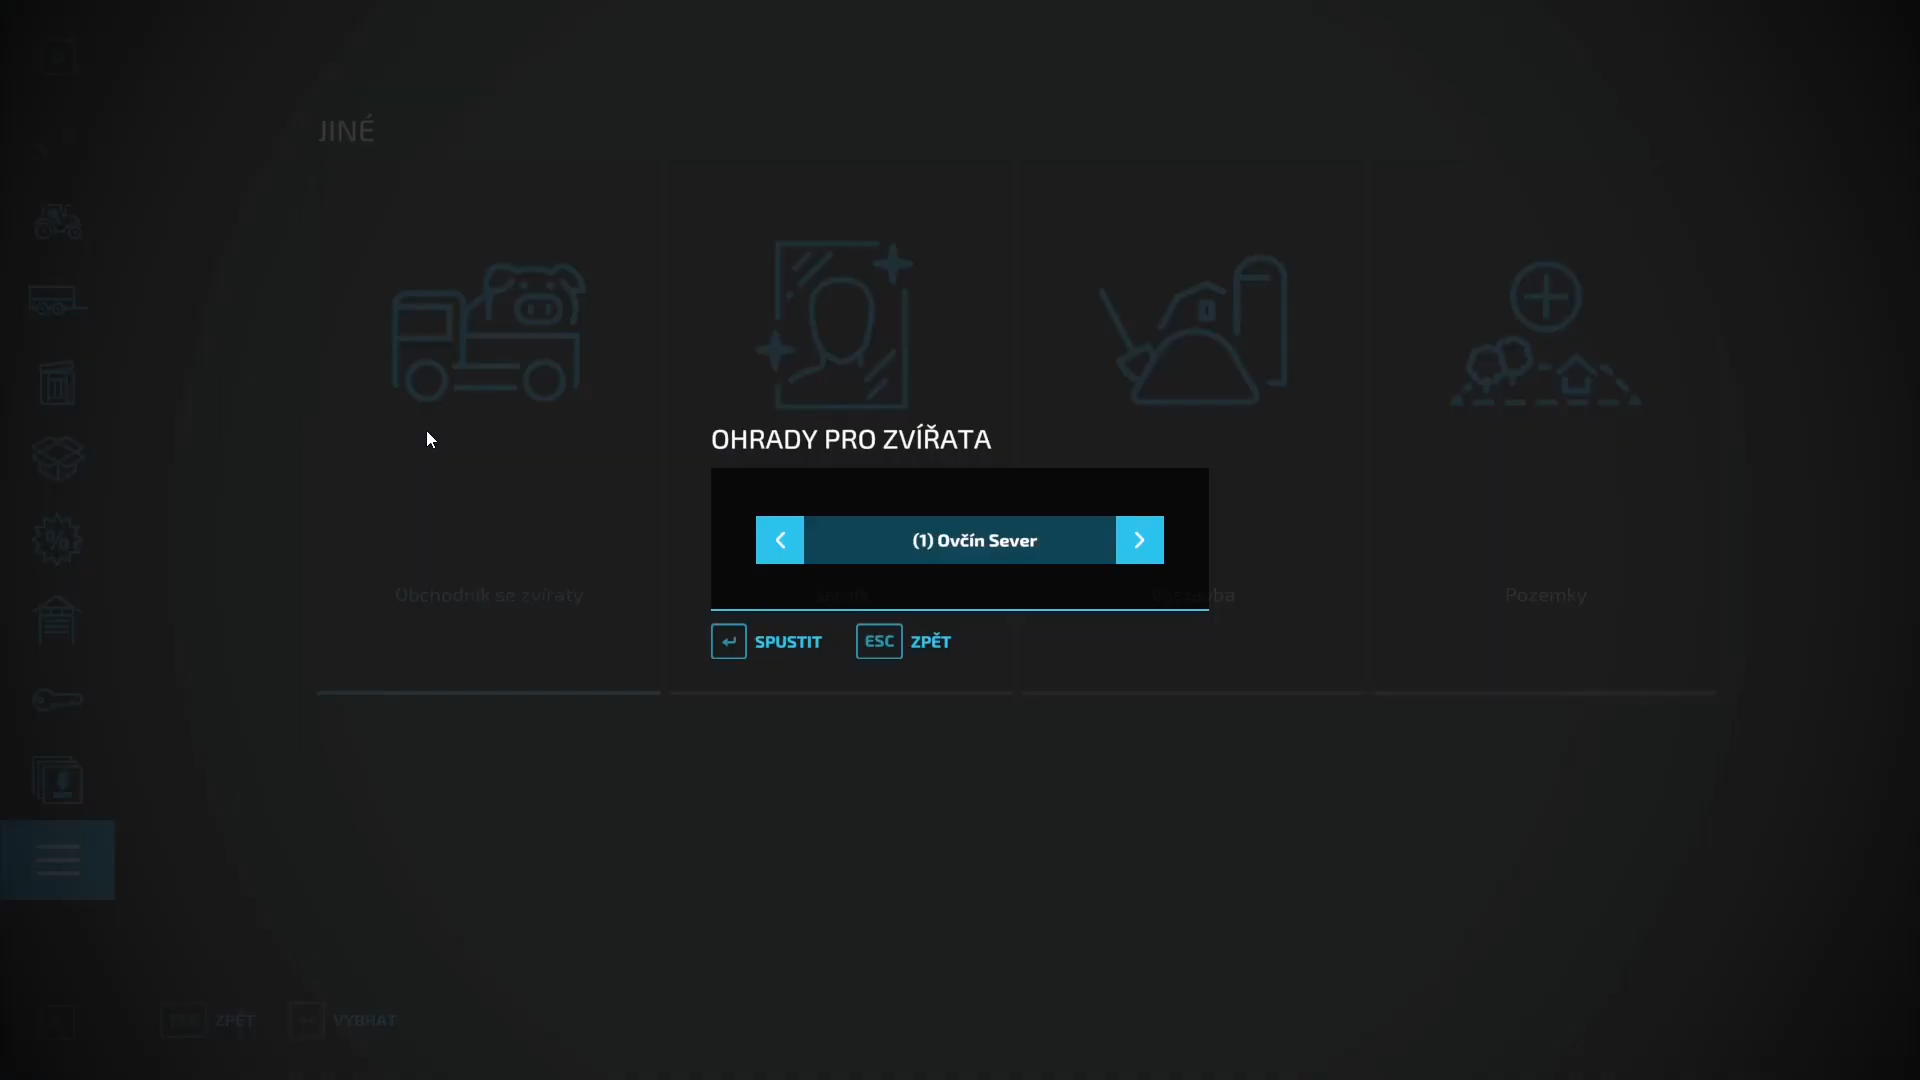 JINÉ
OHRADY PRO ZVÍŘATA
(1) Ovčín Sever
Obchodník se zvířaty
Pozemky
SPUSTIT ESC ZPĚT
ZPĚT VYBRAT